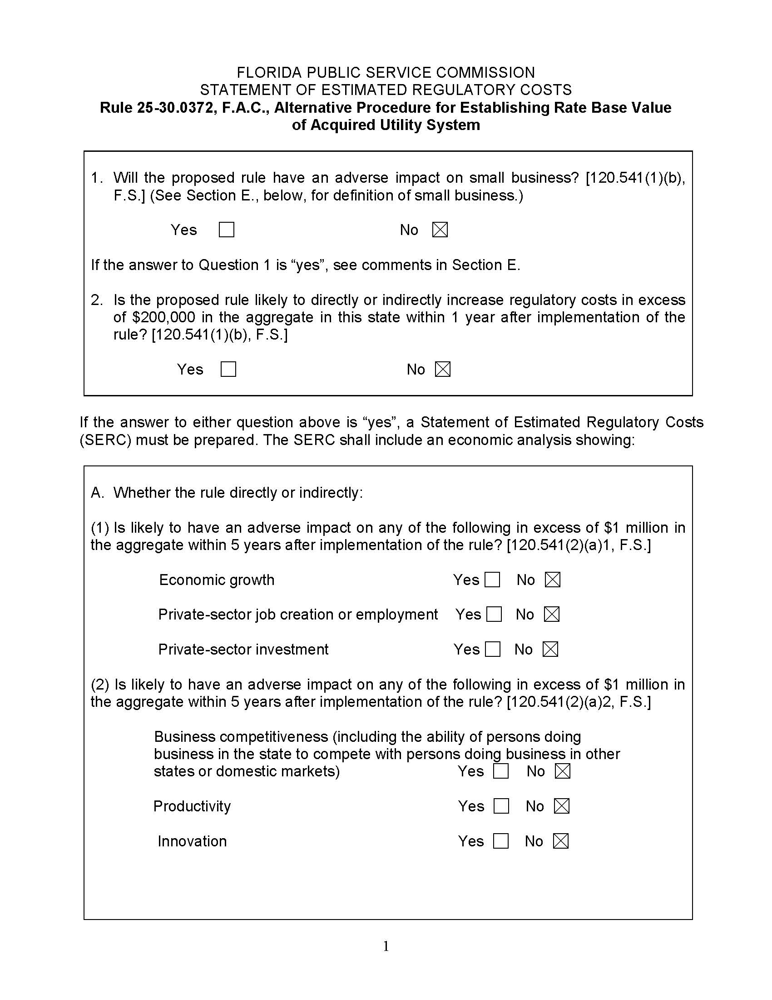 FLORIDA PUBLIC SERVICE COMMISSION
STATEMENT OF ESTIMATED REGULATORY COSTS
Rule 25-30.0372, F.A.C., Alternative Procedure for Establishing Rate Base Value
of Acquired Utility System
1. Will the proposed rule have an adverse impact on small business? [120.541(1)(b),
F.S.] (See Section E., below, for definition of small business.)
Yes ☐ No ☒
If the answer to Question 1 is “yes”, see comments in Section E.
2. Is the proposed rule likely to directly or indirectly increase regulatory costs in excess
of $200,000 in the aggregate in this state within 1 year after implementation of the
rule? [120.541(1)(b), F.S.]
Yes ☐ No ☒
If the answer to either question above is “yes”, a Statement of Estimated Regulatory Costs
(SERC) must be prepared. The SERC shall include an economic analysis showing:
A. Whether the rule directly or indirectly:
(1) Is likely to have an adverse impact on any of the following in excess of $1 million in
the aggregate within 5 years after implementation of the rule? [120.541(2)(a)1, F.S.]
Economic growth Yes ☐ No ☒
Private-sector job creation or employment Yes ☐ No ☒
Private-sector investment Yes ☐ No ☒
(2) Is likely to have an adverse impact on any of the following in excess of $1 million in
the aggregate within 5 years after implementation of the rule? [120.541(2)(a)2, F.S.]
Business competitiveness (including the ability of persons doing
business in the state to compete with persons doing business in other
states or domestic markets) Yes ☐ No ☒
Productivity Yes ☐ No ☒
Innovation Yes ☐ No ☒
1